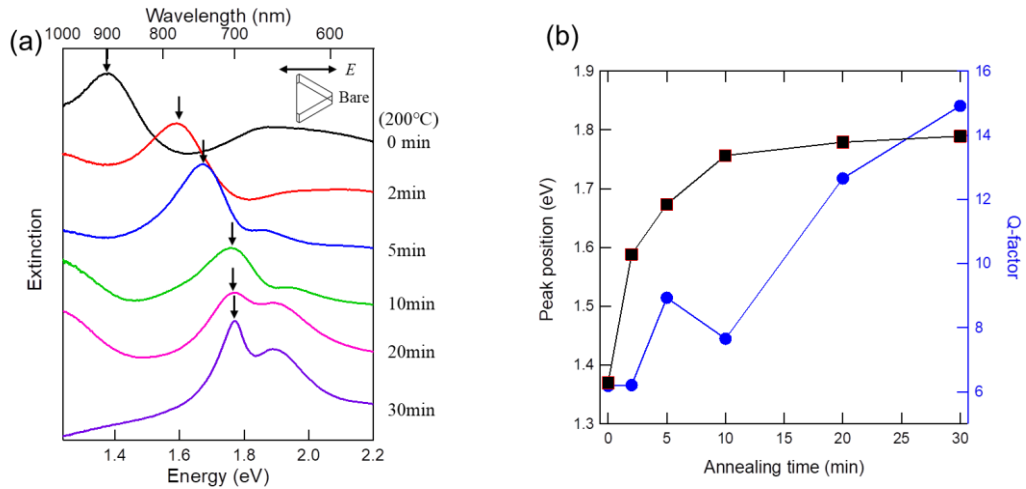 (a)
Wavelength (nm)
1000 900 800 700 600
E
Bare
(200°C)
0 min
2min
5min
10min
20min
30min
Extinction
1.4 1.6 1.8 2.0 2.2
Energy (eV)
(b)
1.9
1.8
1.7
1.6
1.5
1.4
1.3
Peak position (eV)
16
14
12
10
8
6
Q-factor
0 5 10 15 20 25 30
Annealing time (min)